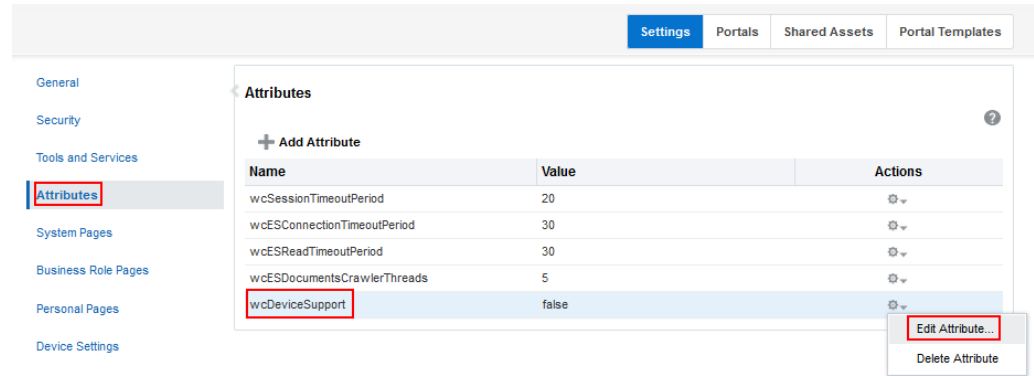 Settings Portals Shared Assets Portal Templates
General
Security
Tools and Services
Attributes
System Pages
Business Role Pages
Personal Pages
Device Settings
Attributes
?
Add Attribute
Name Value Actions
wcSessionTimeoutPeriod 20
wcESConnectionTimeoutPeriod 30
wcESReadTimeoutPeriod 30
wcESDocumentsCrawlerThreads 5
wcDeviceSupport false
Edit Attribute...
Delete Attribute